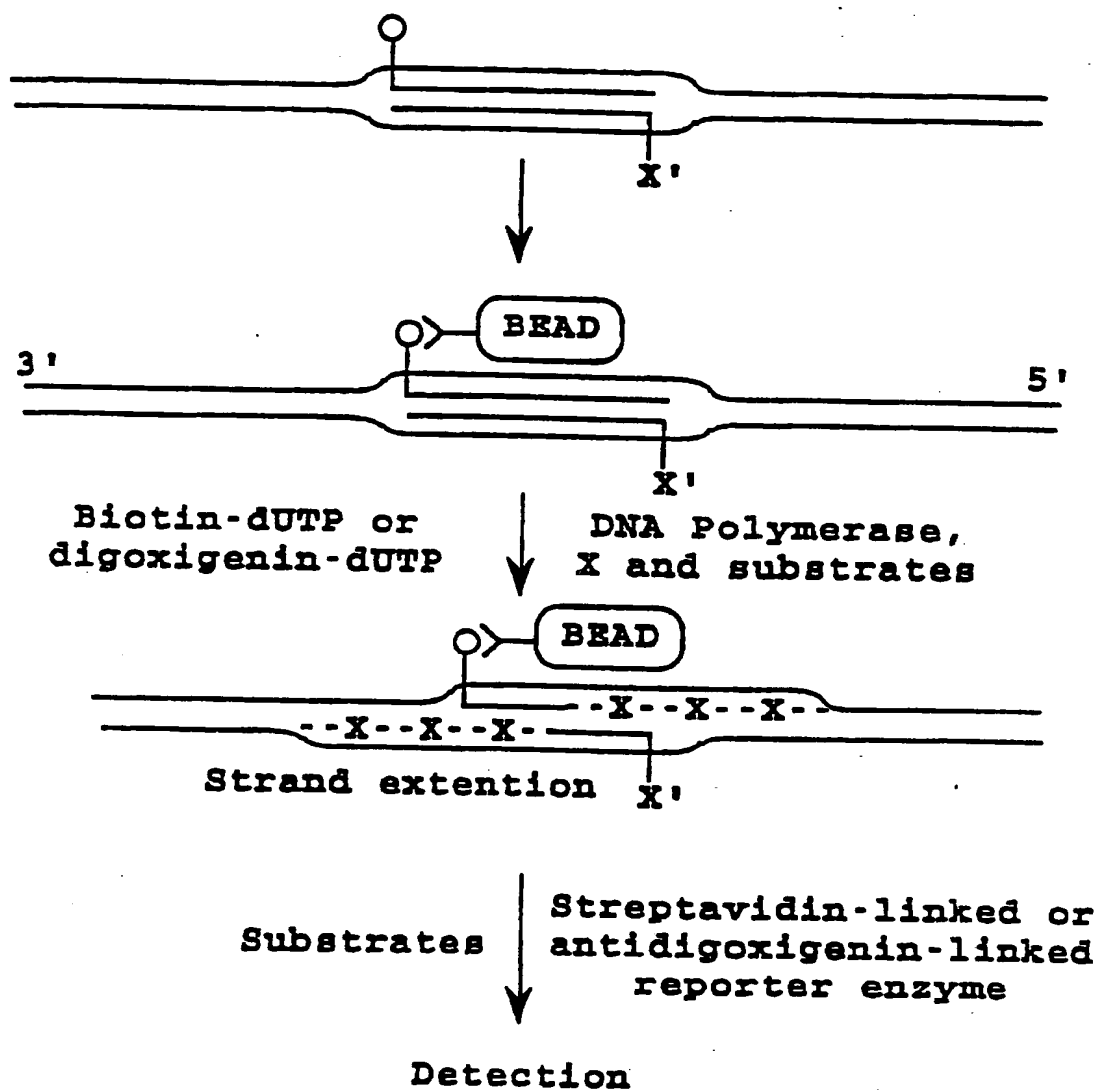 X'
BEAD
3'
5'
X'
Biotin-dUTP or
digoxigenin-dUTP
DNA Polymerase,
X and substrates
BEAD
--X--X--X--
--X--X--X-
Strand extention
X'
Substrates
Streptavidin-linked or
antidigoxigenin-linked
reporter enzyme
Detection